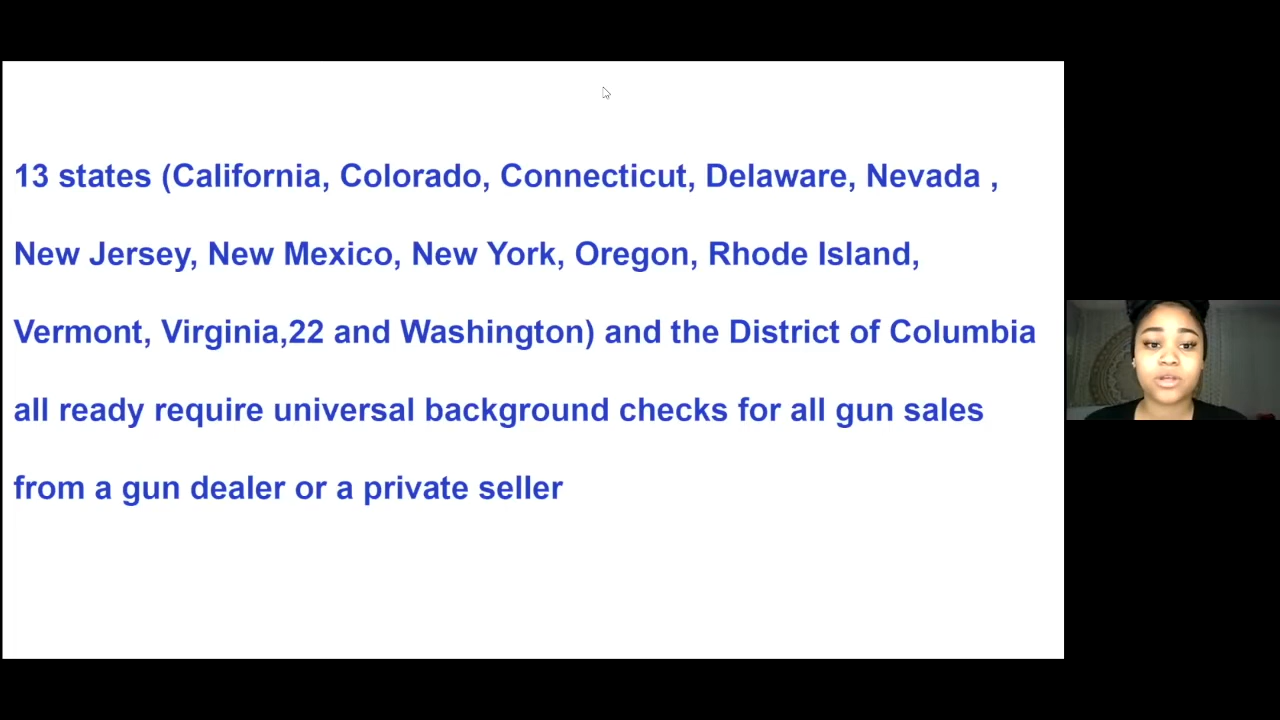 13 states (California, Colorado, Connecticut, Delaware, Nevada ,
New Jersey, New Mexico, New York, Oregon, Rhode Island,
Vermont, Virginia,22 and Washington) and the District of Columbia
all ready require universal background checks for all gun sales
from a gun dealer or a private seller